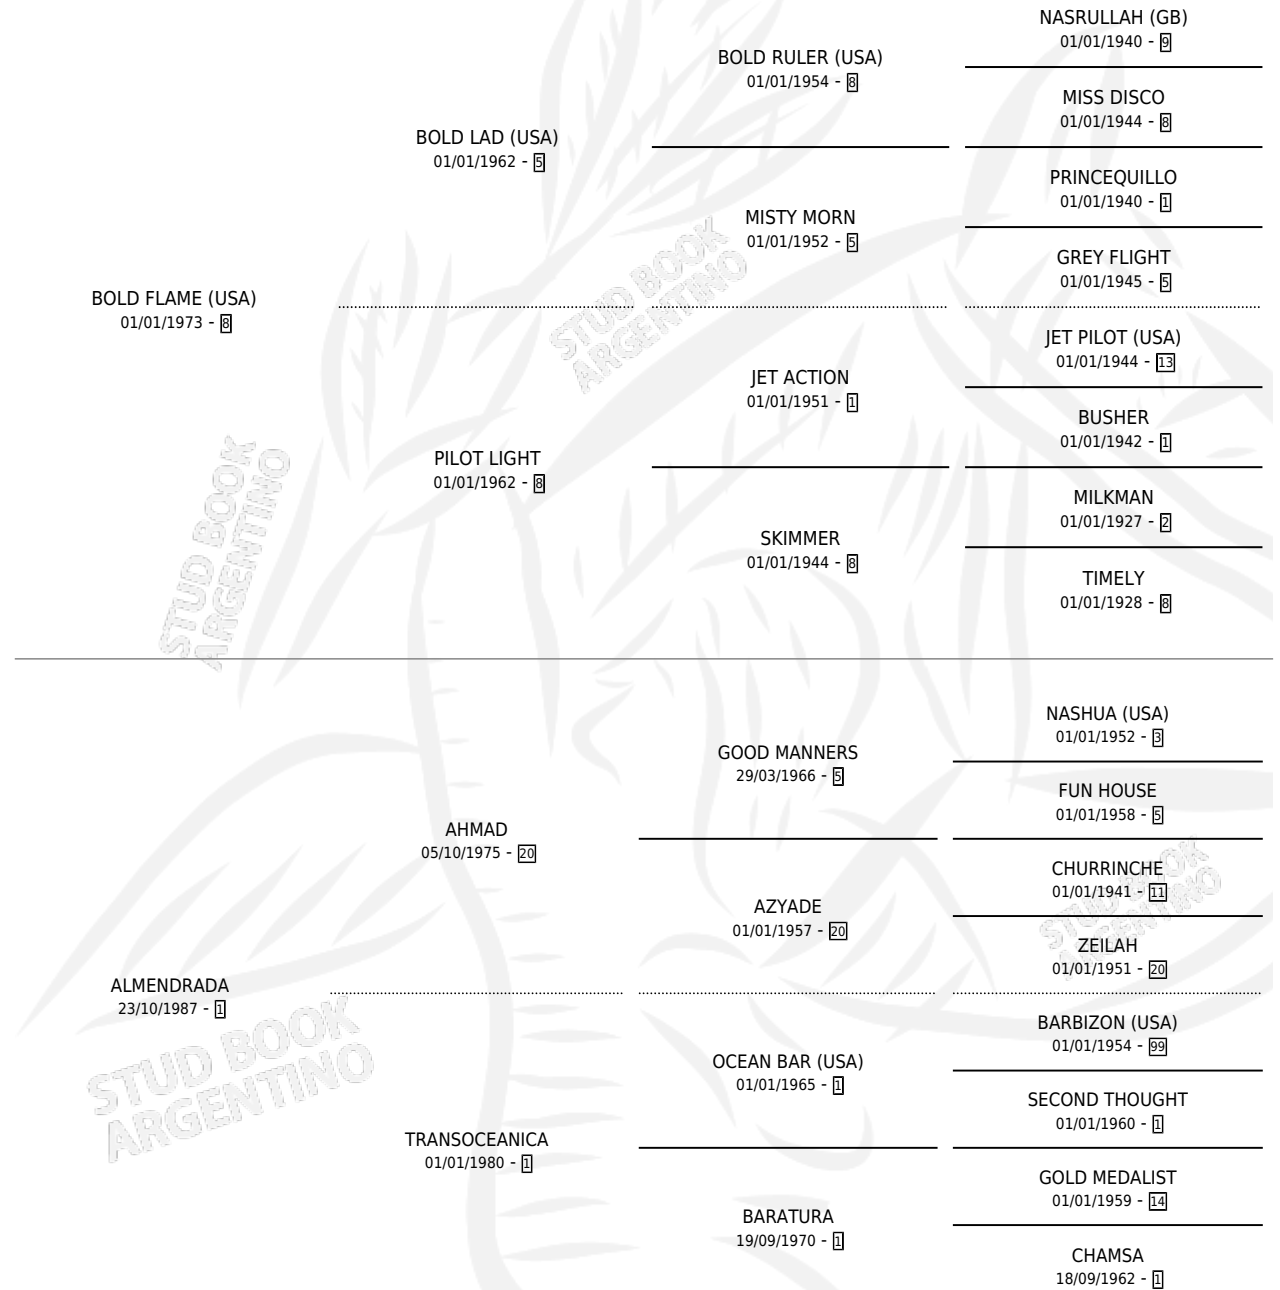 NASRULLAH (GB)
01/01/1940 - 9
BOLD RULER (USA)
01/01/1954 - 8
MISS DISCO
01/01/1944 - 8
BOLD LAD (USA)
01/01/1962 - 5
PRINCEQUILLO
01/01/1940 - 1
MISTY MORN
01/01/1952 - 5
GREY FLIGHT
01/01/1945 - 5
BOLD FLAME (USA)
01/01/1973 - 8
JET PILOT (USA)
01/01/1944 - 13
JET ACTION
01/01/1951 - 1
BUSHER
01/01/1942 - 1
PILOT LIGHT
01/01/1962 - 8
MILKMAN
01/01/1927 - 2
SKIMMER
01/01/1944 - 8
TIMELY
01/01/1928 - 8
STUD BOOK
ARGENTINO
STUD BOOK
ARGENTINO
NASHUA (USA)
01/01/1952 - 3
GOOD MANNERS
29/03/1966 - 5
FUN HOUSE
01/01/1958 - 5
AHMAD
05/10/1975 - 20
CHURRINCHE
01/01/1941 - 11
AZYADE
01/01/1957 - 20
ZEILAH
01/01/1951 - 20
STUD BOOK
ARGENTINO
ALMENDRADA
23/10/1987 - 1
BARBIZON (USA)
01/01/1954 - 99
OCEAN BAR (USA)
01/01/1965 - 1
SECOND THOUGHT
01/01/1960 - 1
STUD BOOK
ARGENTINO
TRANSOCEANICA
01/01/1980 - 1
GOLD MEDALIST
01/01/1959 - 14
BARATURA
19/09/1970 - 1
CHAMSA
18/09/1962 - 1